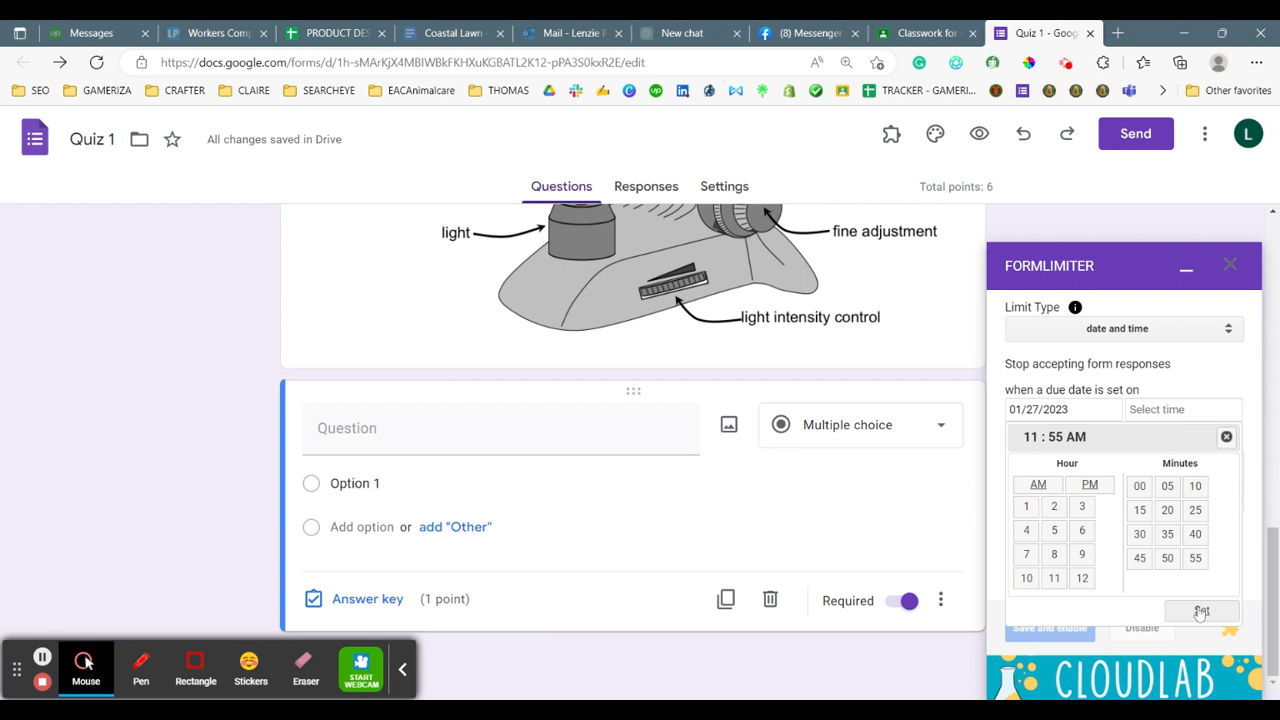 Messages
Workers Comp
PRODUCT DES
Coastal Lawn -
Mail - Lenzie P
New chat
(8) Messenger
Classwork for
Quiz 1 - Goog
https://docs.google.com/forms/d/1h-sMArKjX4MBIWBkFKHXuKGBATL2K12-pPA3S0kxR2E/edit
SEO
GAMERIZA
CRAFTER
CLAIRE
SEARCHEYE
EACAnimalcare
THOMAS
TRACKER - GAMERI...
Other favorites
Quiz 1
All changes saved in Drive
Send
L
Questions
Responses
Settings
Total points: 6
light
fine adjustment
light intensity control
FORMLIMITER
Limit Type
date and time
Stop accepting form responses
when a due date is set on
01/27/2023
Select time
11 : 55 AM
Hour
Minutes
AM
PM
00
05
10
1
2
3
15
20
25
4
5
6
30
35
40
7
8
9
45
50
55
10
11
12
Set
Save and enable
Disable
Question
Multiple choice
Option 1
Add option or add "Other"
Answer key (1 point)
Required
Mouse
Pen
Rectangle
Stickers
Eraser
START
WEBCAM
CLOUDLAB